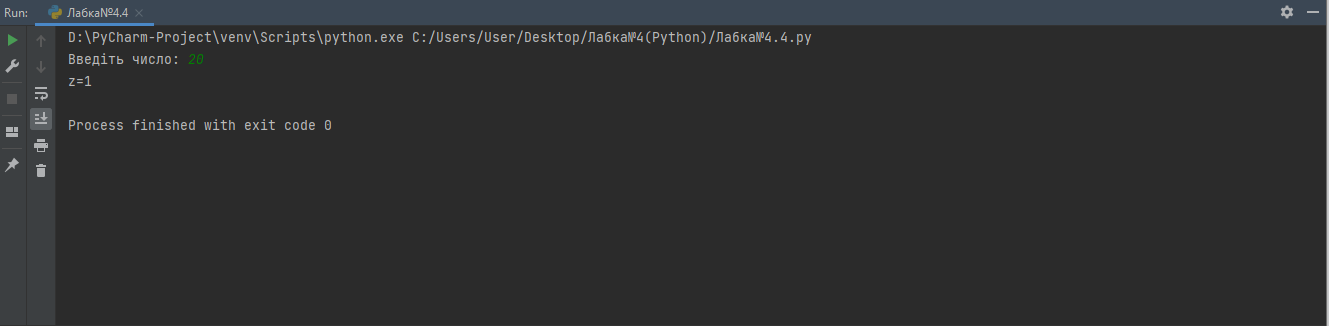 Run: Лабка№4.4
D:\PyCharm-Project\venv\Scripts\python.exe C:/Users/User/Desktop/Лабка№4(Python)/Лабка№4.4.py
Введіть число: 20
z=1
Process finished with exit code 0